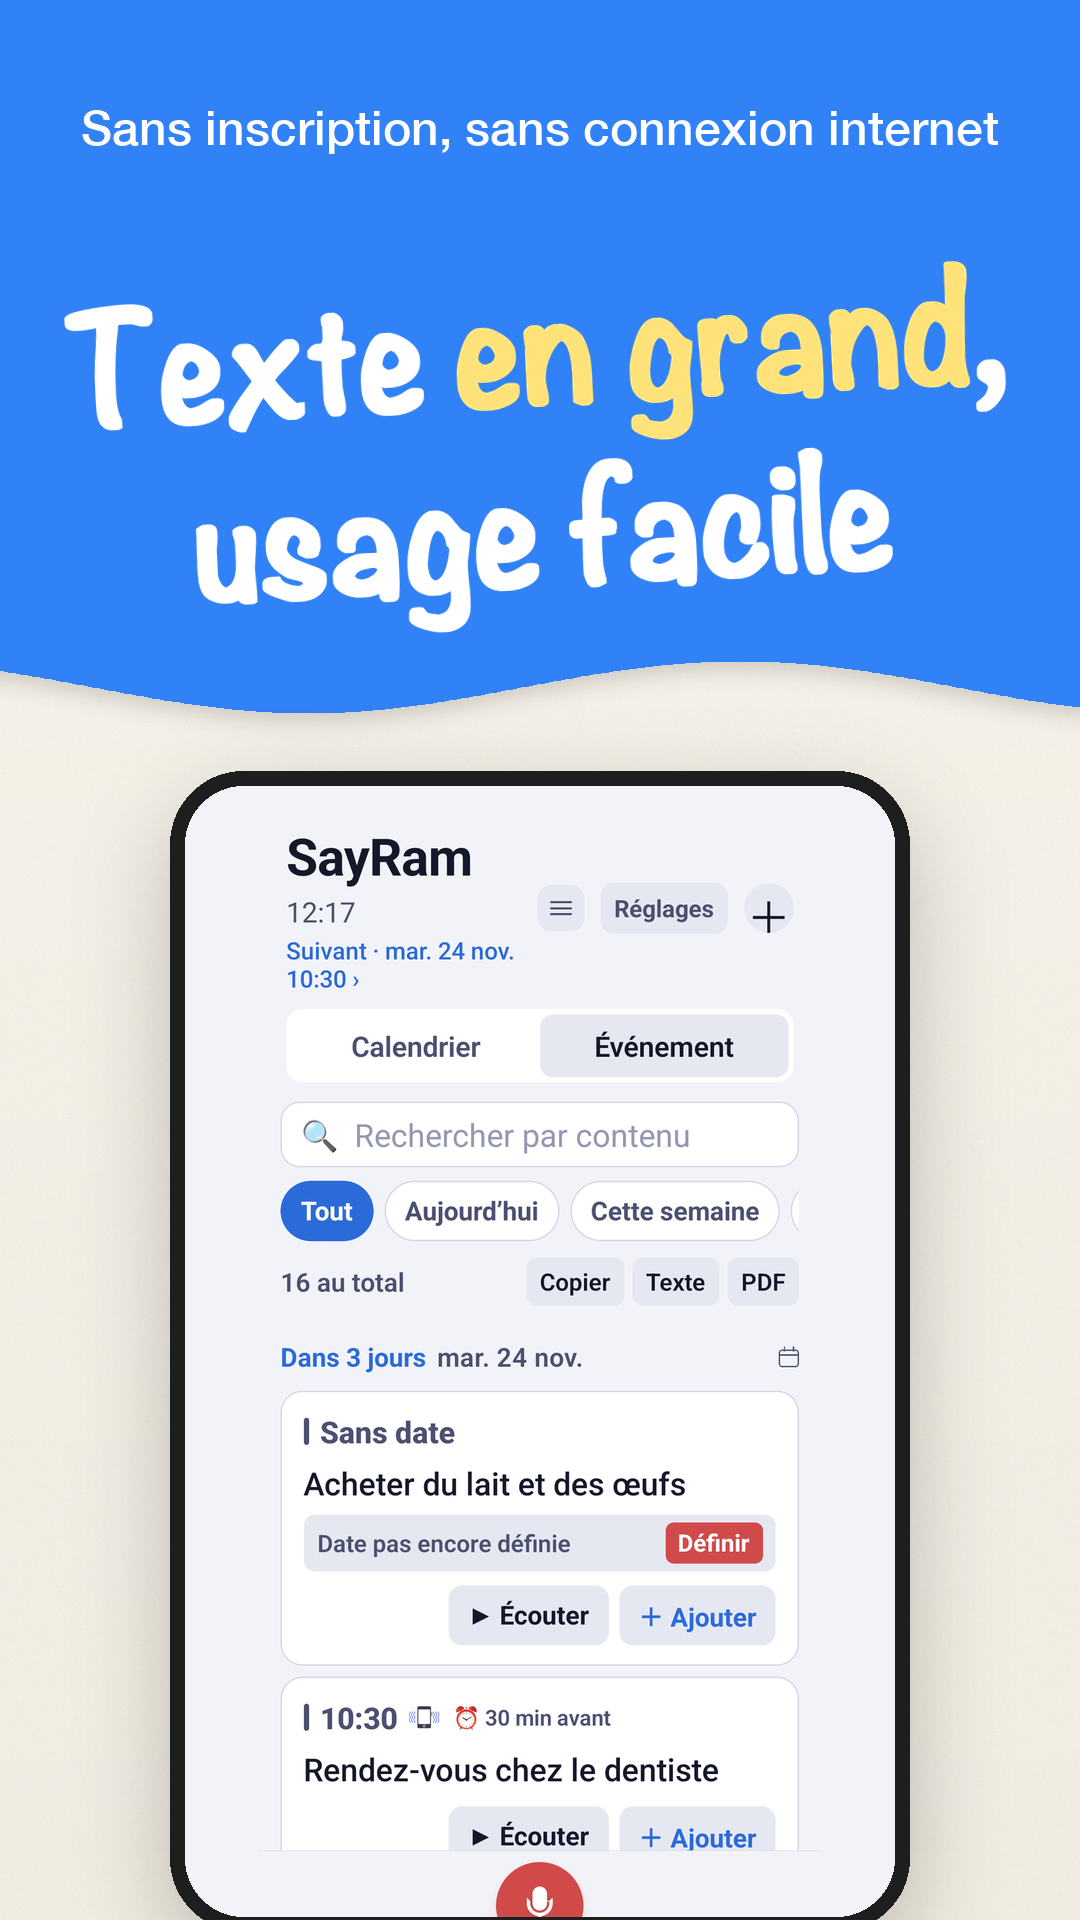 Sans inscription, sans connexion internet
Texte en grand,
usage facile
SayRam
12:17
Réglages
Suivant · mar. 24 nov.
10:30 ›
Calendrier
Événement
Rechercher par contenu
Tout
Aujourd’hui
Cette semaine
16 au total
Copier
Texte
PDF
Dans 3 jours mar. 24 nov.
Sans date
Acheter du lait et des œufs
Date pas encore définie
Définir
▶ Écouter
+ Ajouter
10:30
30 min avant
Rendez-vous chez le dentiste
▶ Écouter
+ Ajouter